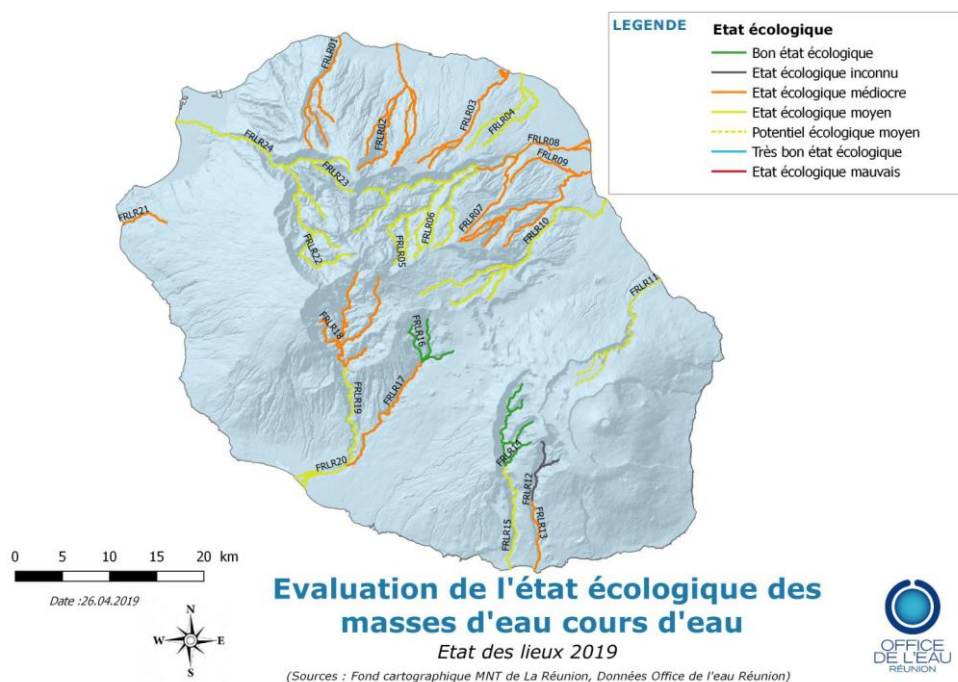 LEGENDE
Etat écologique
Bon état écologique
Etat écologique inconnu
Etat écologique médiocre
Etat écologique moyen
Potentiel écologique moyen
Très bon état écologique
Etat écologique mauvais
FRLR01
FRLR02
FRLR03
FRLR04
FRLR24
FRLR23
FRLR08
FRLR09
FRLR21
FRLR22
FRLR05
FRLR06
FRLR07
FRLR10
FRLR11
FRLR18
FRLR16
FRLR19
FRLR17
FRLR20
FRLR14
FRLR12
FRLR15
FRLR13
0 5 10 15 20 km
Date :26.04.2019
N
W E
S
Evaluation de l'état écologique des
masses d'eau cours d'eau
Etat des lieux 2019
(Sources : Fond cartographique MNT de La Réunion, Données Office de l'eau Réunion)
OFFICE
DE L'EAU
RÉUNION